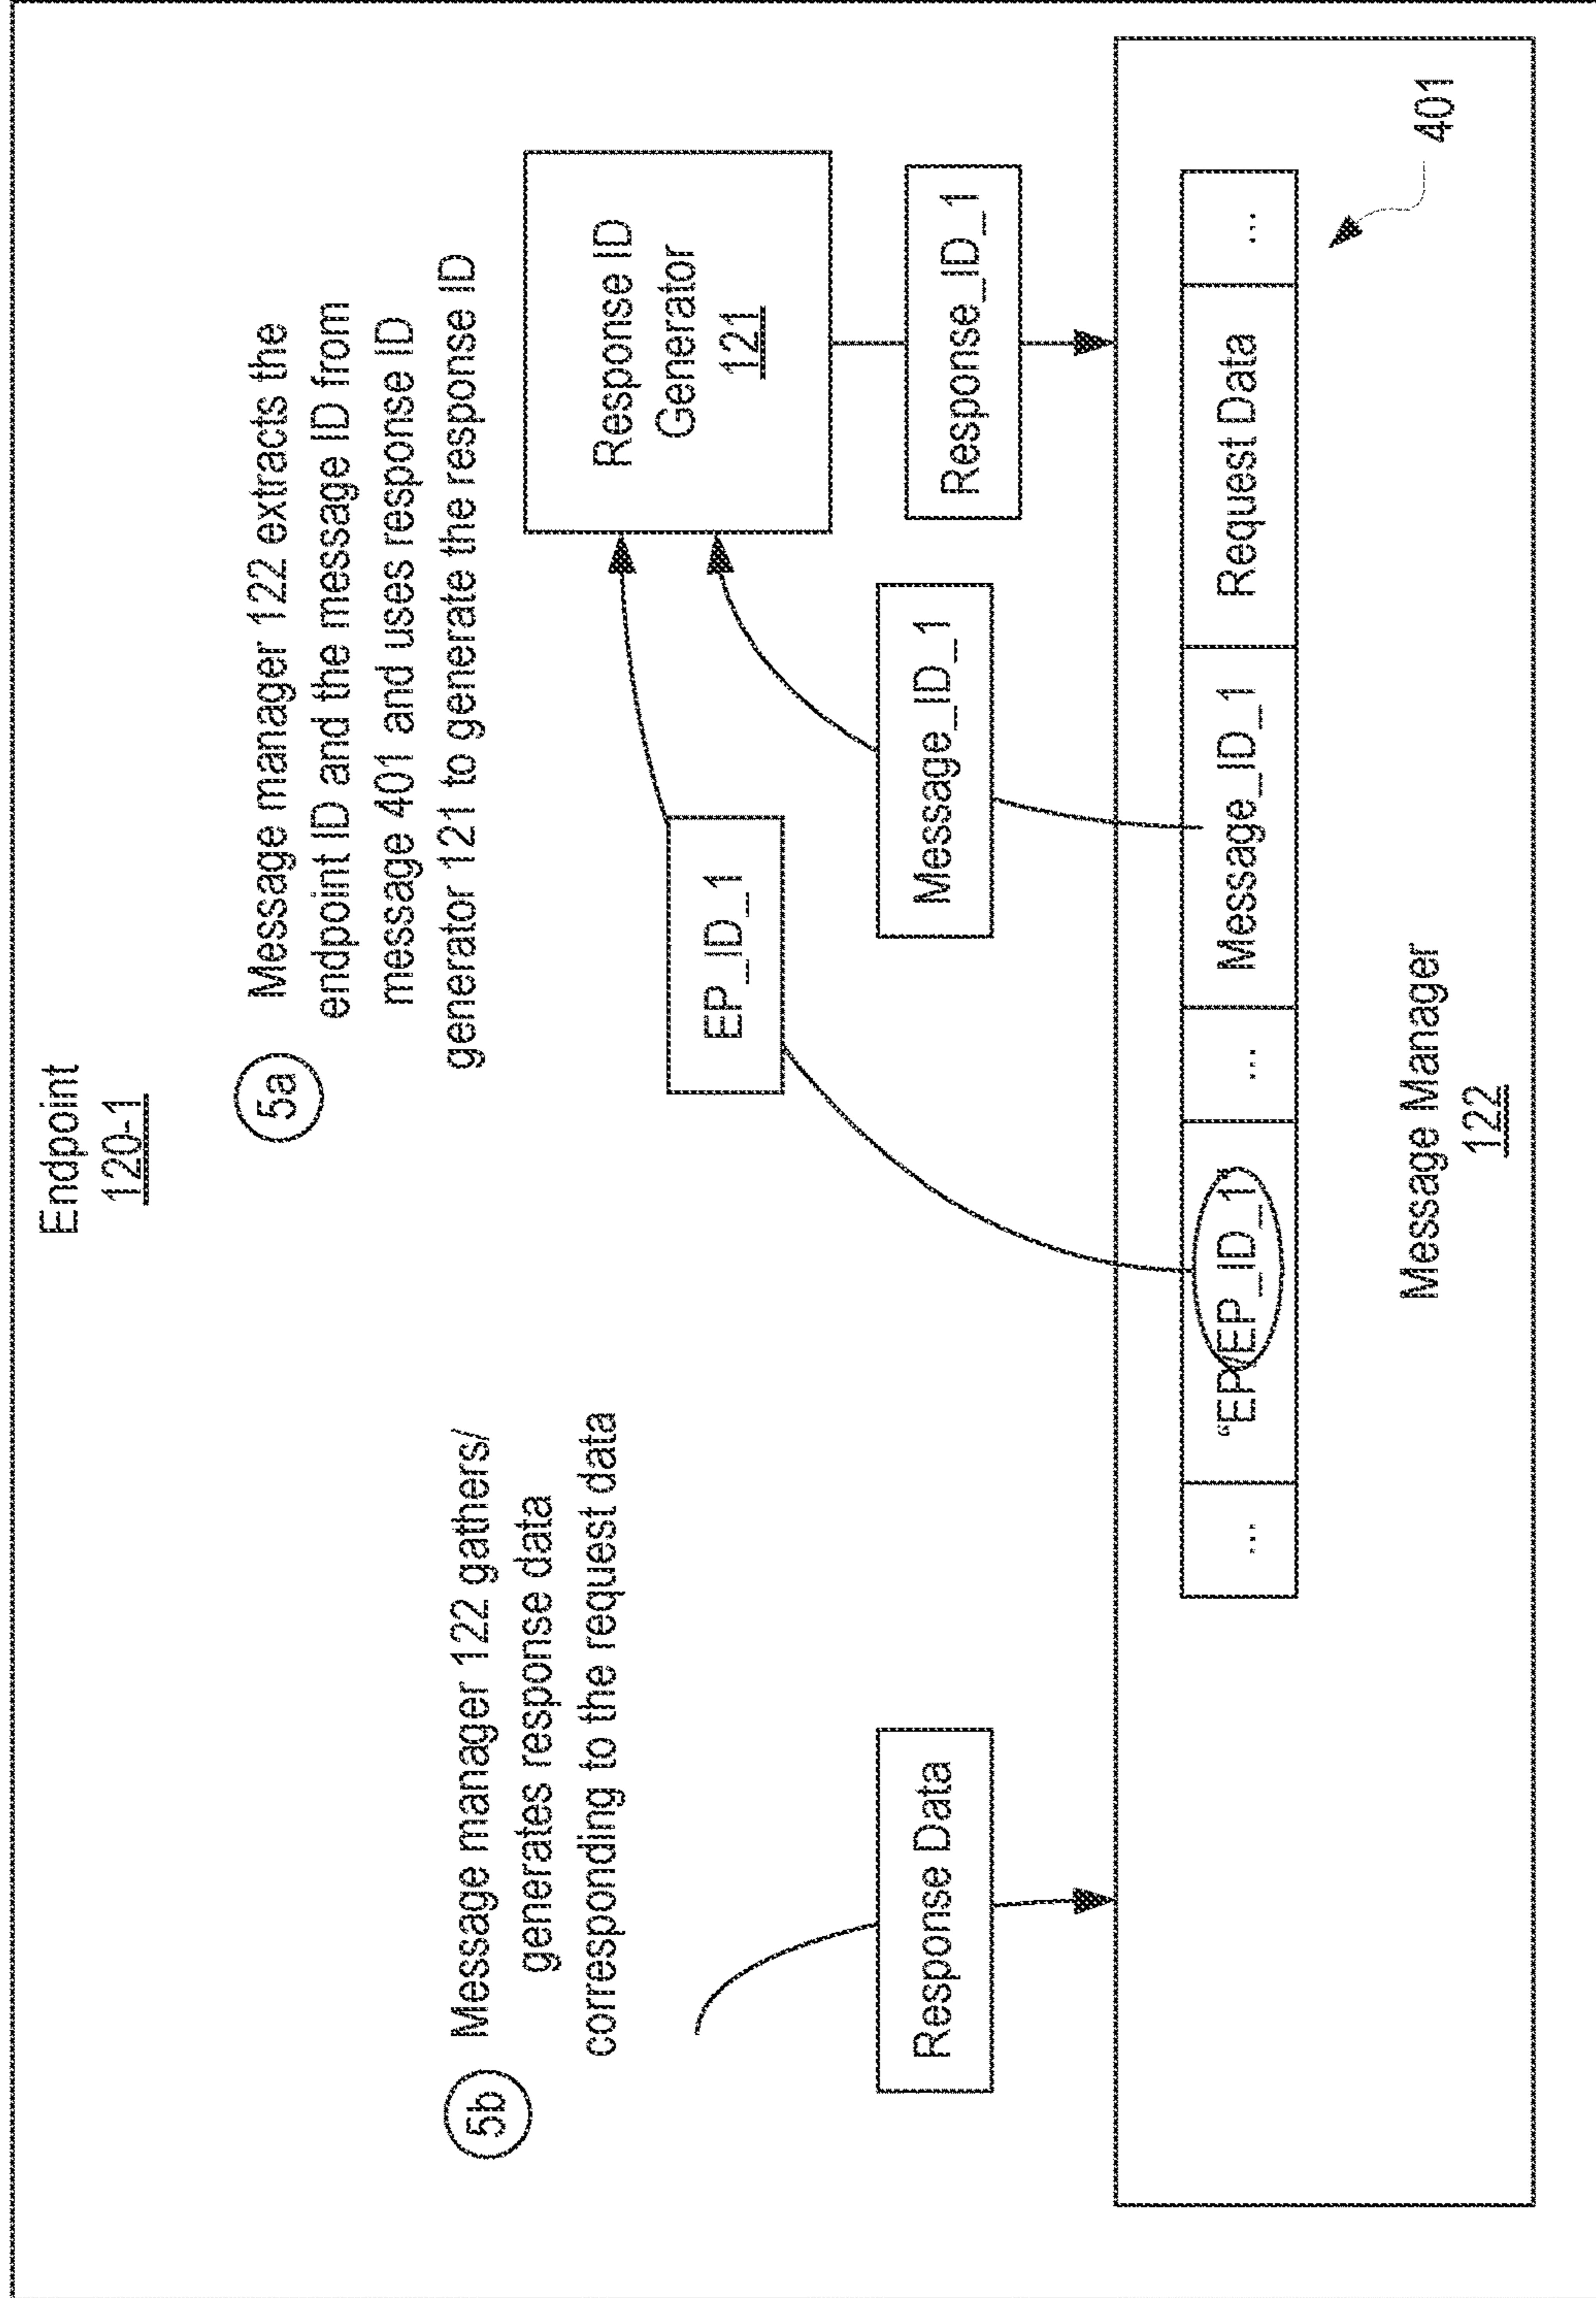 Endpoint
120-1
5a
Message manager 122 extracts the
endpoint ID and the message ID from
message 401 and uses response ID
generator 121 to generate the response ID
5b
Message manager 122 gathers/
generates response data
corresponding to the request data
Response ID
Generator
121
EP_ID_1
Message_ID_1
Response Data
Response_ID_1
...
“EP/EP_ID_1”
...
Message_ID_1
Request Data
...
401
Message Manager
122